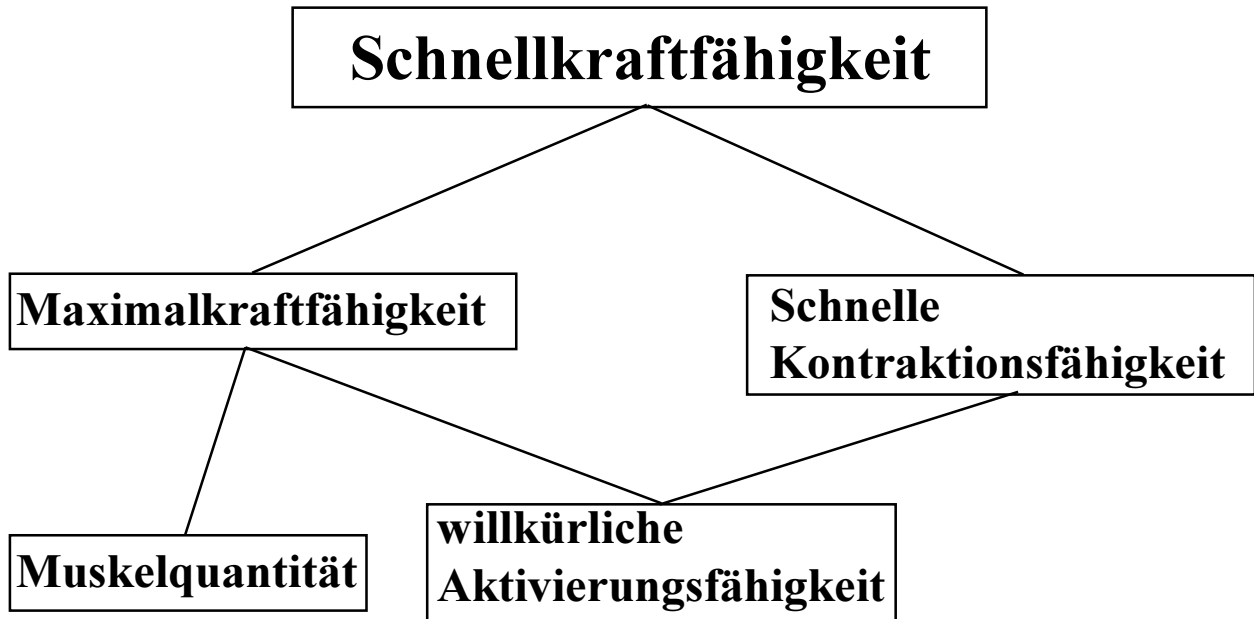 Schnellkraftfähigkeit
Maximalkraftfähigkeit
Schnelle
Kontraktionsfähigkeit
Muskelquantität
willkürliche
Aktivierungsfähigkeit